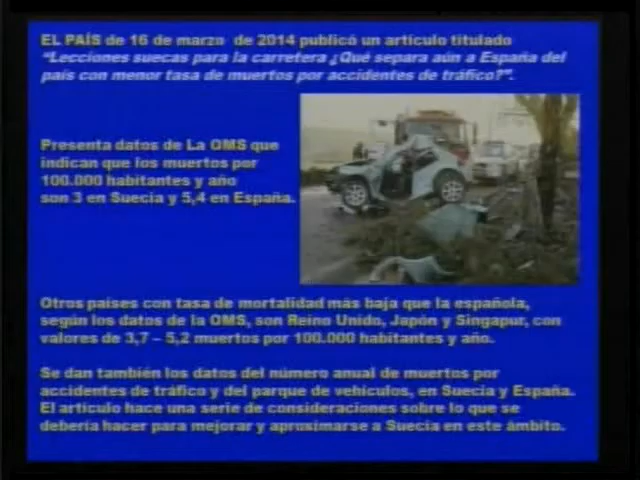 EL PAÍS de 16 de marzo de 2014 publicó un artículo titulado
“Lecciones suecas para la carretera ¿Qué separa aún a España del
país con menor tasa de muertos por accidentes de tráfico?”.
Presenta datos de La OMS que
indican que los muertos por
100.000 habitantes y año
son 3 en Suecia y 5,4 en España.
Otros países con tasa de mortalidad más baja que la española,
según los datos de la OMS, son Reino Unido, Japón y Singapur, con
valores de 3,7 – 5,2 muertos por 100.000 habitantes y año.
Se dan también los datos del número anual de muertos por
accidentes de tráfico y del parque de vehículos, en Suecia y España.
El artículo hace una serie de consideraciones sobre lo que se
debería hacer para mejorar y aproximarse a Suecia en este ámbito.